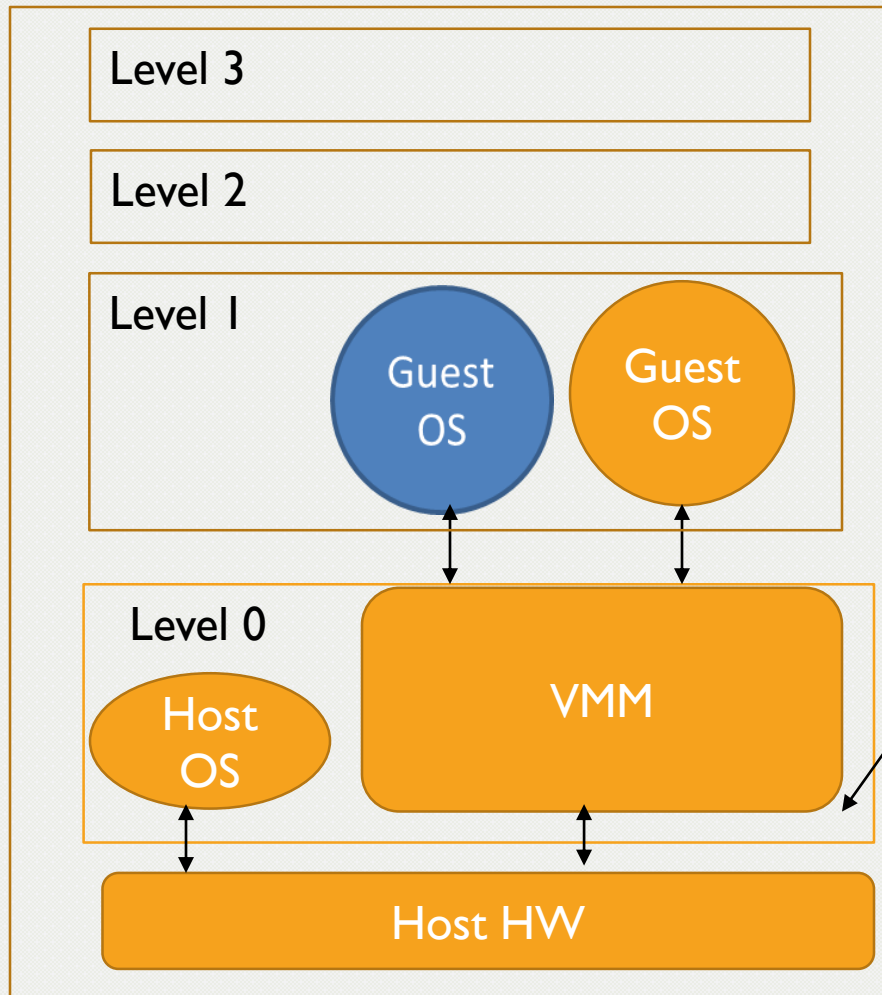 Level 3
Level 2
Level 1
Guest
OS
Guest
OS
Level 0
Host
OS
VMM
Host HW